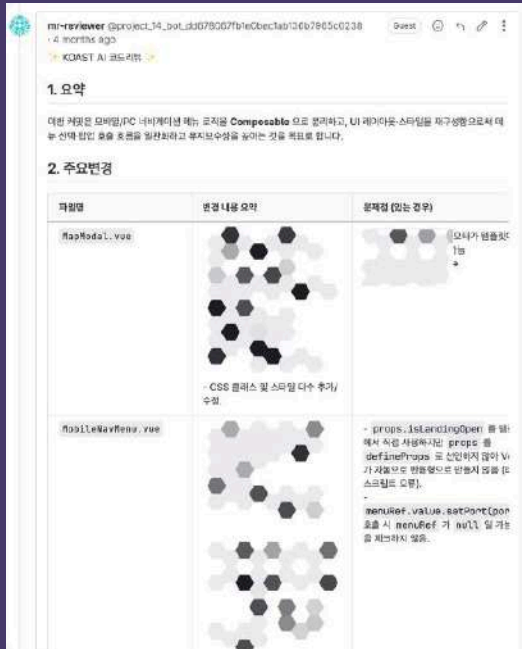 mr-reviewer @project_14_bot_dd678067fb1e0bec1ab136b7865c0238
Guest
· 4 months ago
✨ KOAST AI 코드리뷰 ✨
1. 요약
이번 커밋은 모바일/PC 네비게이션 메뉴 로직을 Composable 으로 분리하고, UI 레이아웃·스타일을 재구성함으로써 메
뉴 선택·팝업 호출 흐름을 일관화하고 유지보수성을 높이는 것을 목표로 합니다.
2. 주요변경
파일명
변경 내용 요약
문제점 (있는 경우)
MapModal.vue
- CSS 클래스 및 스타일 다수 추가/
수정.
MobileNavMenu.vue
- props.isLandingOpen 를
에서 직접 사용하지만 props 를
defineProps 로 선언하지 않아
가 자동으로 반응형으로 만들지 않음
스크립트 오류).
-
menuRef.value.setPort(por
호출 시 menuRef 가 null 일
을 체크하지 않음.